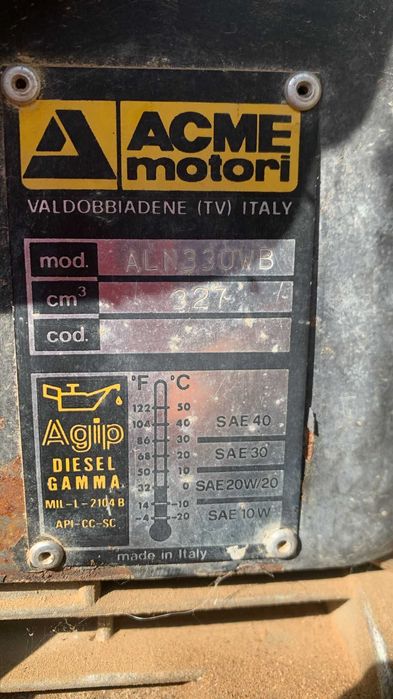 ACME
motori
VALDOBBIADENE (TV) ITALY
mod. ALN330WB
cm³ 327
cod.
°F °C
122 50
104 40 SAE 40
86 30
68 20 SAE 30
50 10
32 0 SAE 20W/20
14 -10
-4 -20 SAE 10W
Agip
DIESEL
GAMMA
MIL-L-2104B
API-CC-SC
made in Italy